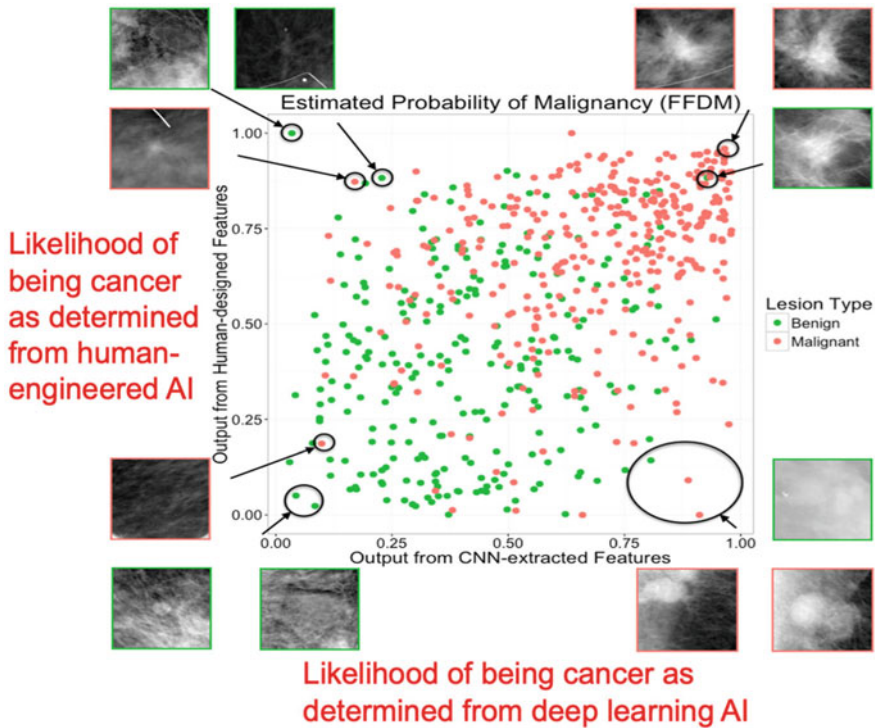 Estimated Probability of Malignancy (FFDM)
1.00
0.75
0.50
0.25
0.00
Output from Human-designed Features
Likelihood of
being cancer
as determined
from human-
engineered AI
Lesion Type
Benign
Malignant
0.00
0.25
0.50
0.75
1.00
Output from CNN-extracted Features
Likelihood of being cancer as
determined from deep learning AI